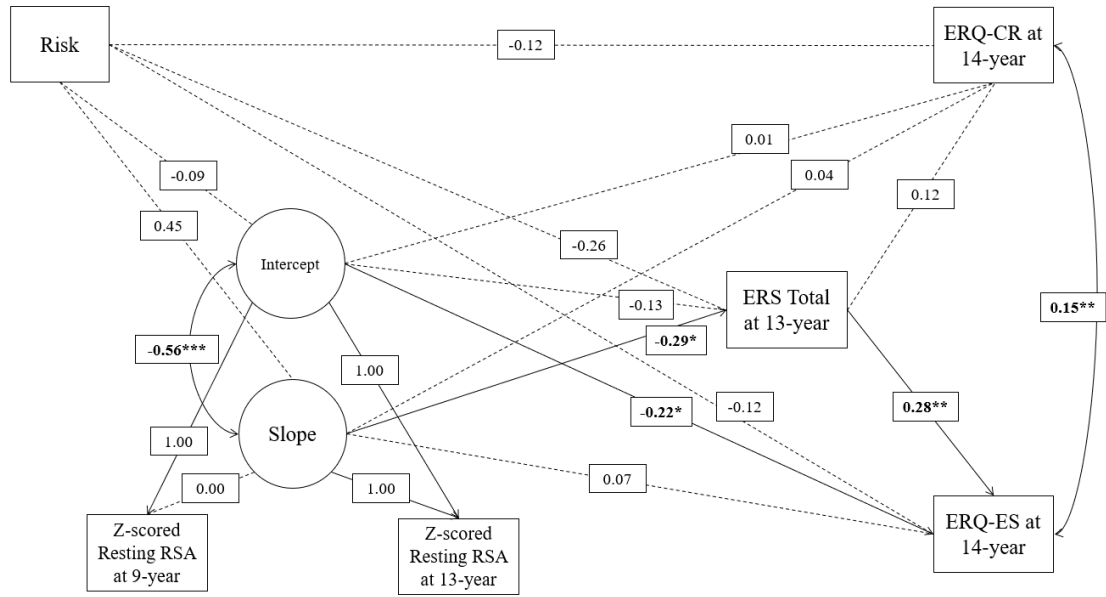 Risk
-0.12
ERQ-CR at
14-year
0.01
0.04
-0.09
0.12
0.45
-0.26
Intercept
-0.13
ERS Total
at 13-year
0.15**
-0.29*
-0.56***
1.00
-0.22*
-0.12
0.28**
Slope
1.00
0.07
0.00
1.00
Z-scored
Resting RSA
at 9-year
Z-scored
Resting RSA
at 13-year
ERQ-ES at
14-year